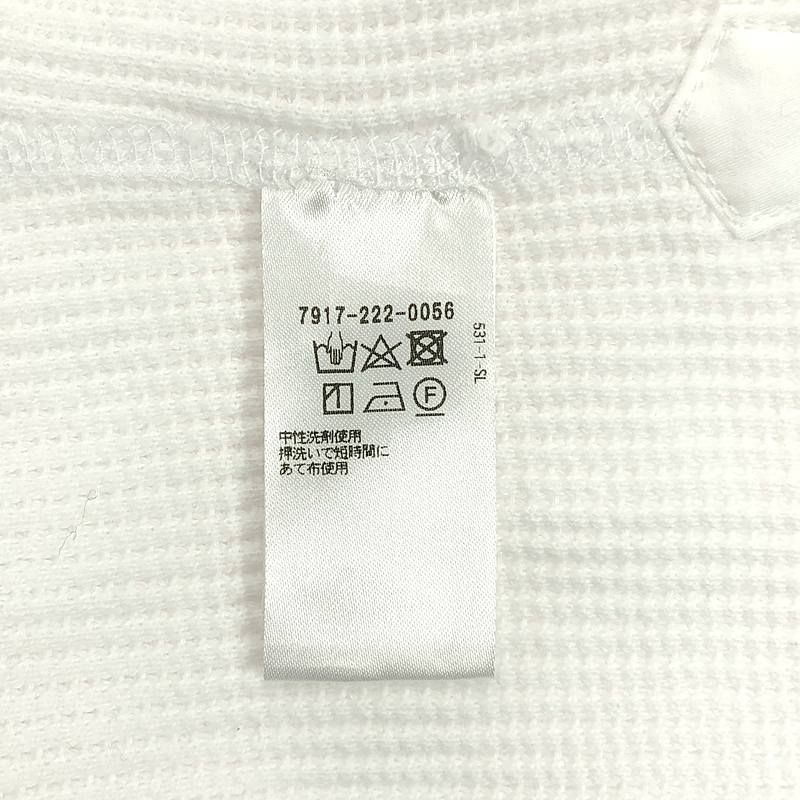 7917-222-0056
531-1-SL
F
中性洗剤使用
押洗いで短時間に
あて布使用